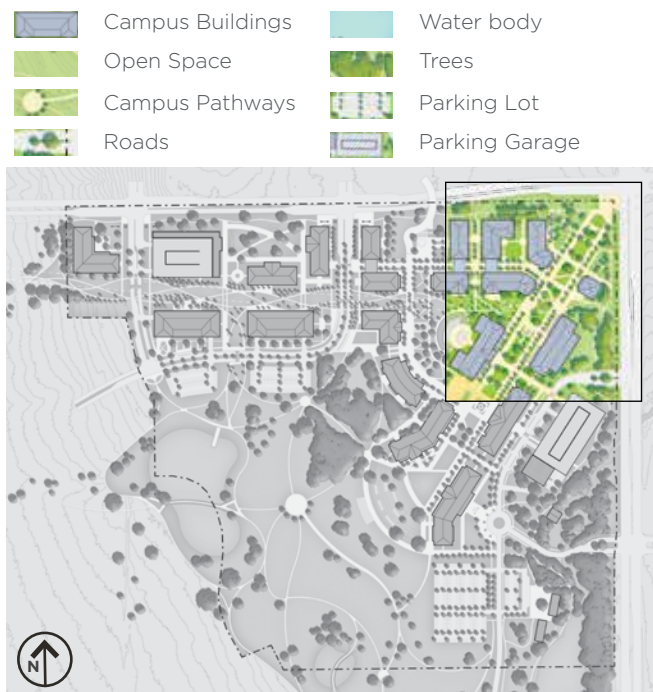 Campus Buildings
Open Space
Campus Pathways
Roads
Water body
Trees
Parking Lot
Parking Garage
N